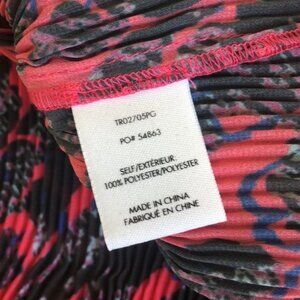 TR02705PG
PO# 54863
SELF/EXTÉRIEUR:
100% POLYESTER/POLYESTER
MADE IN CHINA
FABRIQUÉ EN CHINE